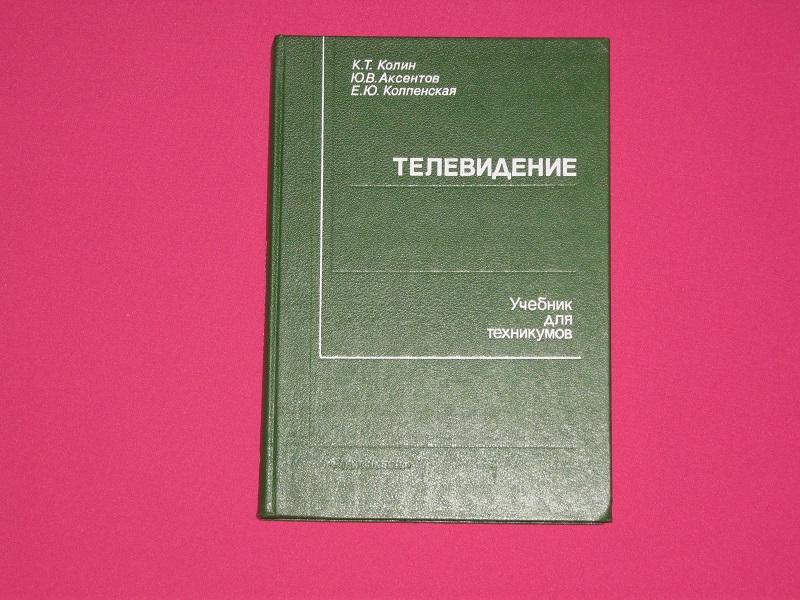 К.Т. Колин
Ю.В. Аксентов
Е.Ю. Колпенская
ТЕЛЕВИДЕНИЕ
Учебник
для
техникумов